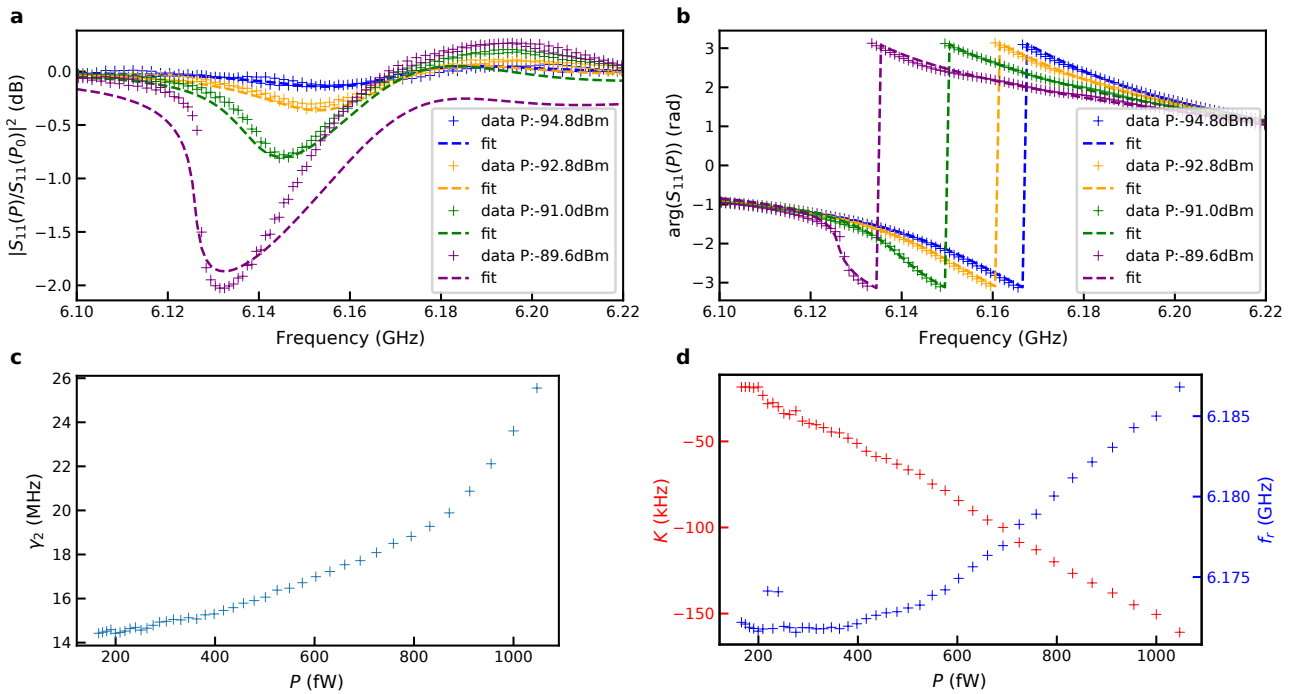 a
|S₁₁(P)/S₁₁(P₀)|² (dB)
0.0
−0.5
−1.0
−1.5
−2.0
6.10
6.12
6.14
6.16
6.18
6.20
6.22
Frequency (GHz)
data P:-94.8dBm
fit
data P:-92.8dBm
fit
data P:-91.0dBm
fit
data P:-89.6dBm
fit
b
arg(S₁₁(P)) (rad)
3
2
1
0
−1
−2
−3
6.10
6.12
6.14
6.16
6.18
6.20
6.22
Frequency (GHz)
data P:-94.8dBm
fit
data P:-92.8dBm
fit
data P:-91.0dBm
fit
data P:-89.6dBm
fit
c
γ₂ (MHz)
26
24
22
20
18
16
14
200
400
600
800
1000
P (fW)
d
K (kHz)
−50
−100
−150
200
400
600
800
1000
P (fW)
6.185
6.180
6.175
fᵣ (GHz)